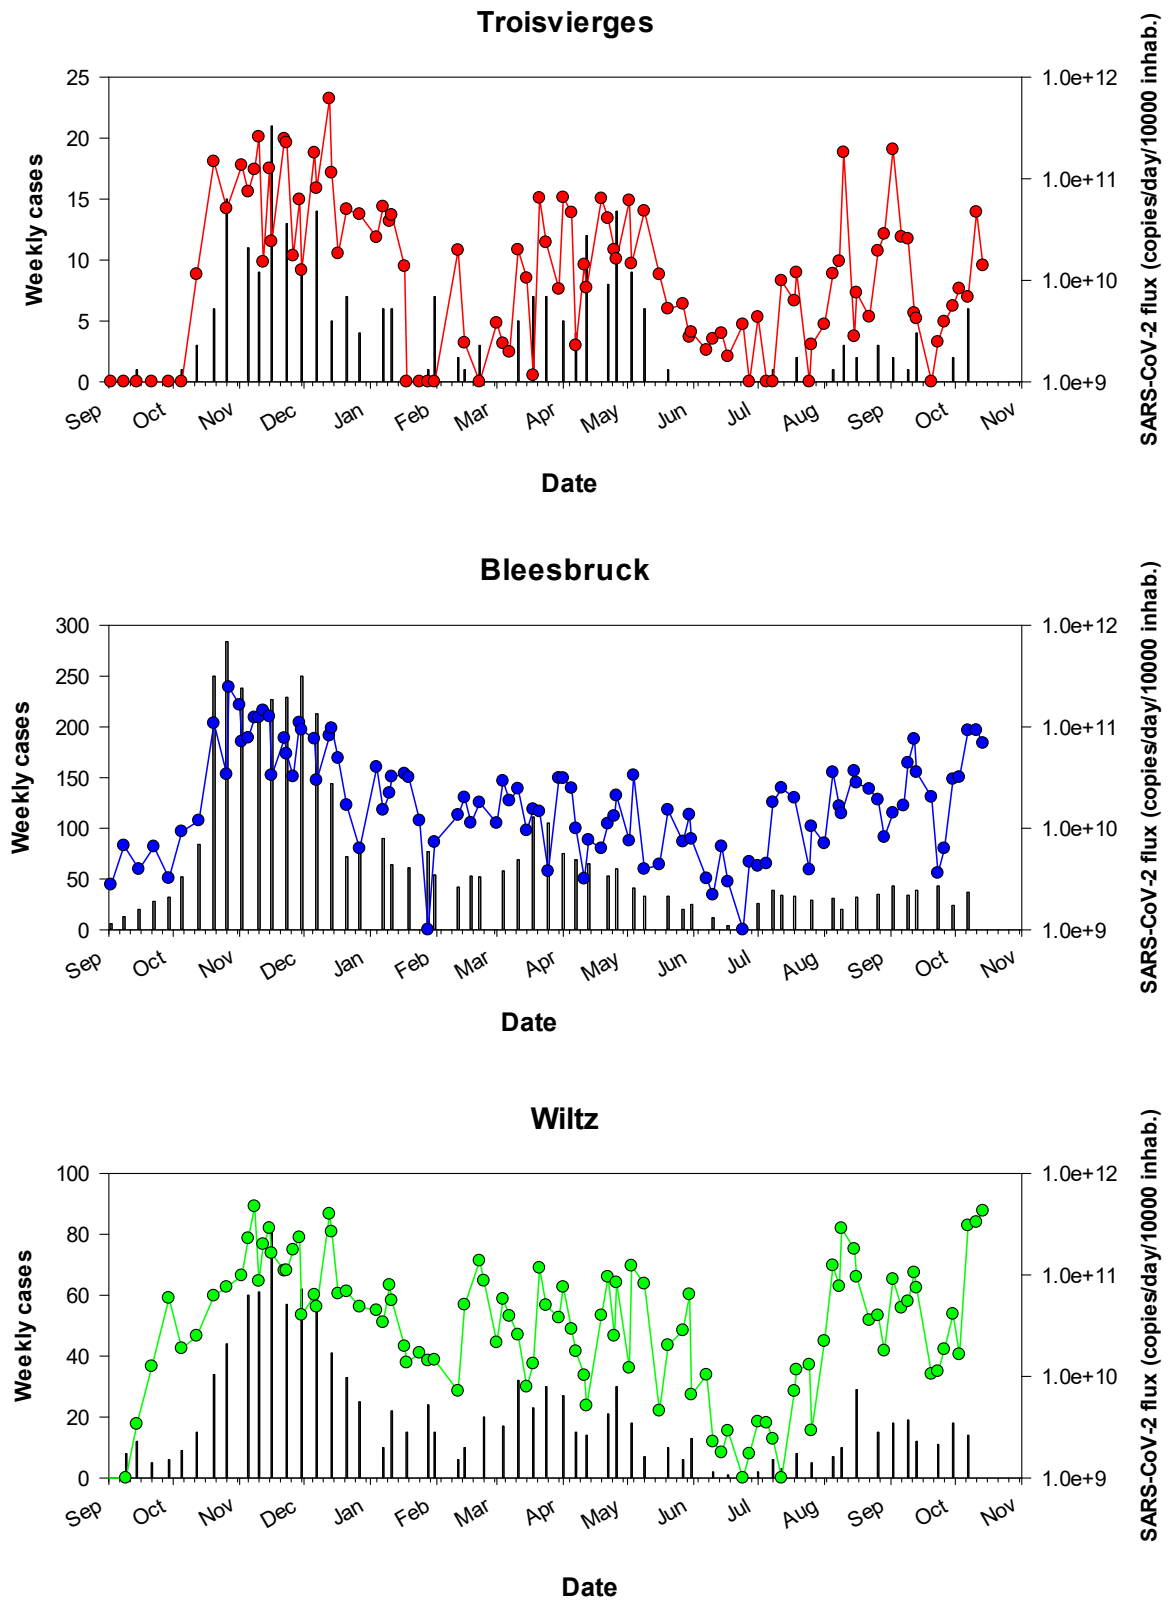 Troisvierges
Weekly cases
25
20
15
10
5
0
1.0e+12
1.0e+11
1.0e+10
1.0e+9
SARS-CoV-2 flux (copies/day/10000 inhab.)
Sep Oct Nov Dec Jan Feb Mar Apr May Jun Jul Aug Sep Oct Nov
Date
Bleesbruck
Weekly cases
300
250
200
150
100
50
0
1.0e+12
1.0e+11
1.0e+10
1.0e+9
SARS-CoV-2 flux (copies/day/10000 inhab.)
Sep Oct Nov Dec Jan Feb Mar Apr May Jun Jul Aug Sep Oct Nov
Date
Wiltz
Weekly cases
100
80
60
40
20
0
1.0e+12
1.0e+11
1.0e+10
1.0e+9
SARS-CoV-2 flux (copies/day/10000 inhab.)
Sep Oct Nov Dec Jan Feb Mar Apr May Jun Jul Aug Sep Oct Nov
Date